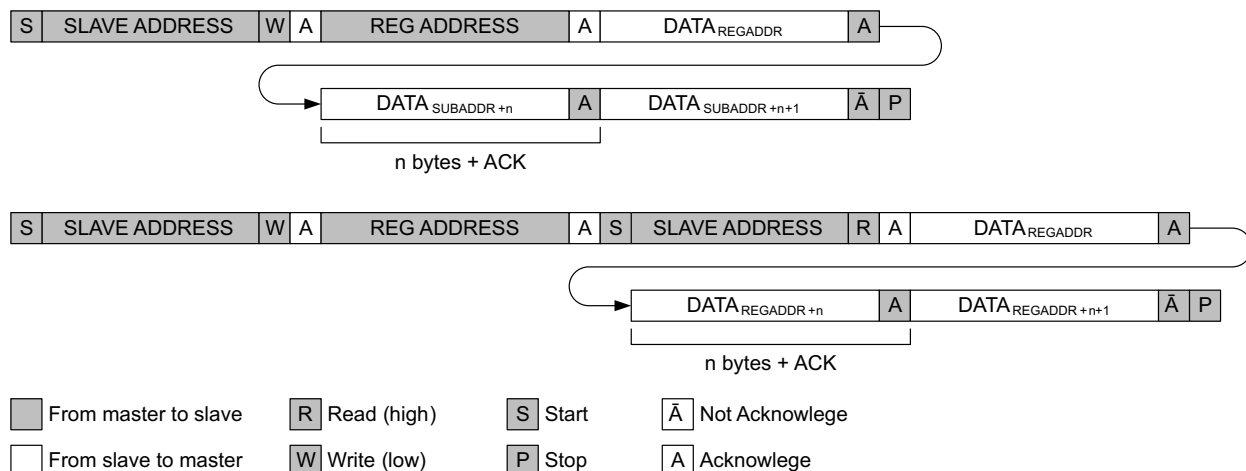 S SLAVE ADDRESS W A REG ADDRESS A DATA REGADDR A
DATA SUBADDR +n A DATA SUBADDR +n+1 Ā P
n bytes + ACK
S SLAVE ADDRESS W A REG ADDRESS A S SLAVE ADDRESS R A DATA REGADDR A
DATA REGADDR +n A DATA REGADDR +n+1 Ā P
n bytes + ACK
From master to slave R Read (high) S Start Ā Not Acknowlege
From slave to master W Write (low) P Stop A Acknowlege